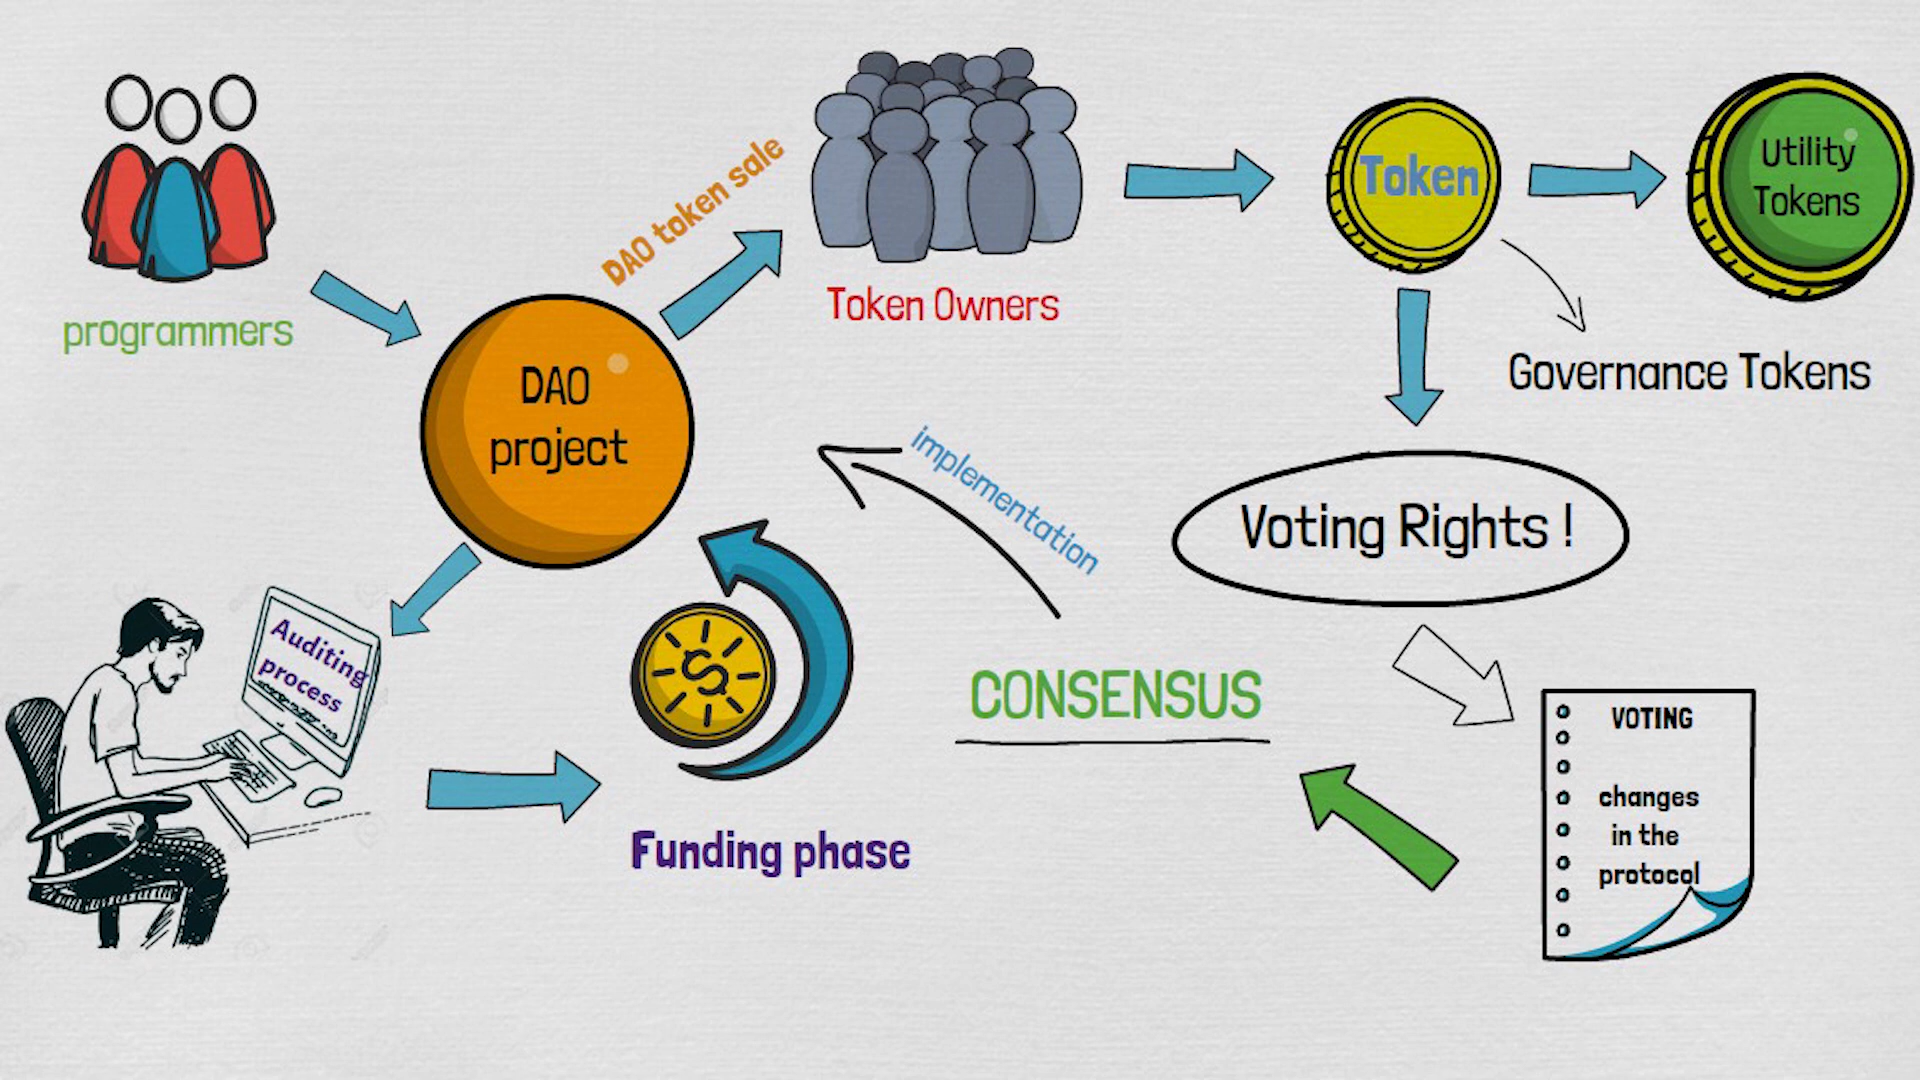 programmers
DAO token sale
Token Owners
Token
Utility
Tokens
Governance Tokens
DAO
project
implementation
Voting Rights !
Auditing
process
CONSENSUS
VOTING
changes
in the
protocol
Funding phase